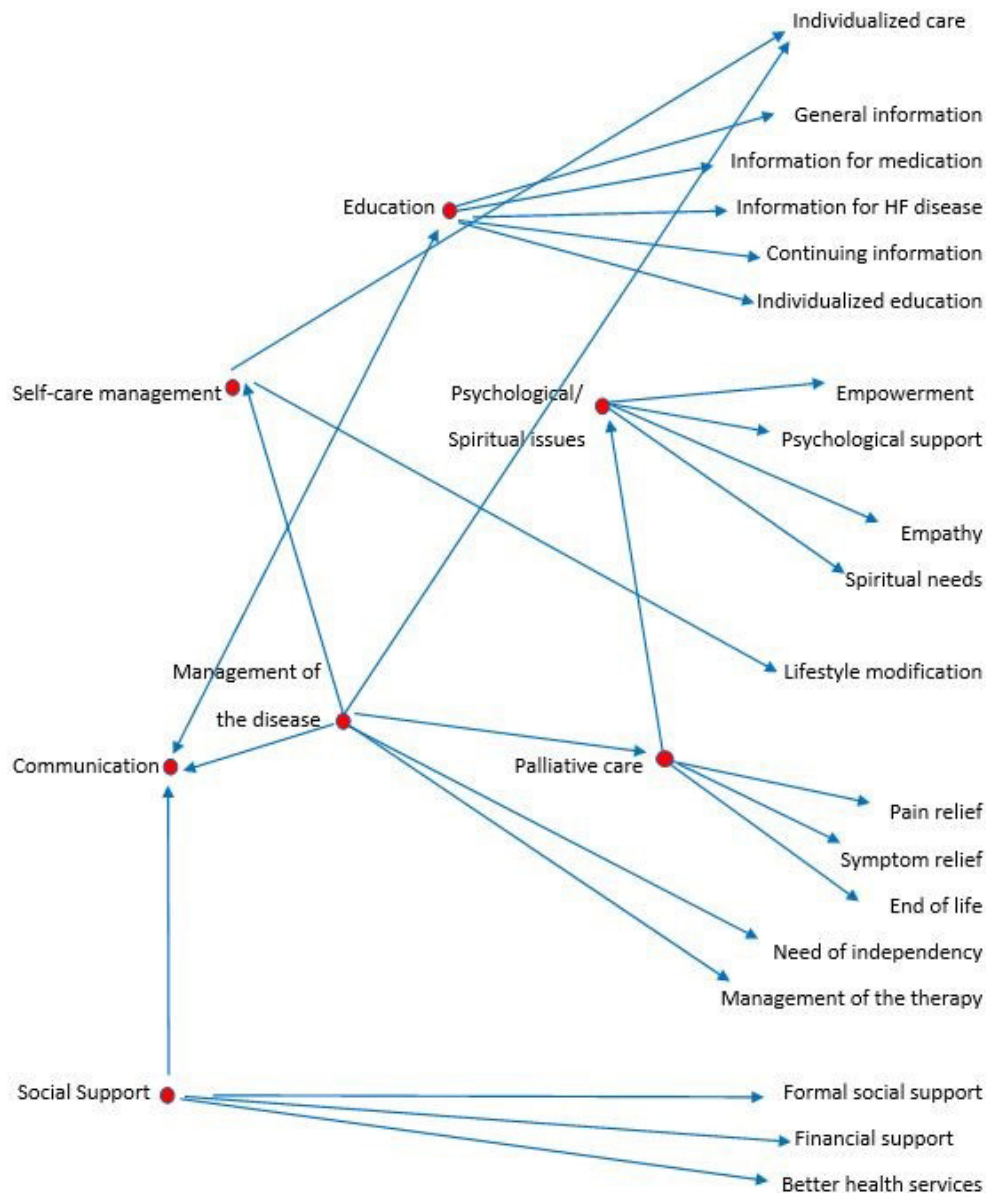 Individualized care
General information
Information for medication
Education
Information for HF disease
Continuing information
Individualized education
Self-care management
Psychological/
Spiritual issues
Empowerment
Psychological support
Empathy
Spiritual needs
Management of
the disease
Lifestyle modification
Communication
Palliative care
Pain relief
Symptom relief
End of life
Need of independency
Management of the therapy
Social Support
Formal social support
Financial support
Better health services